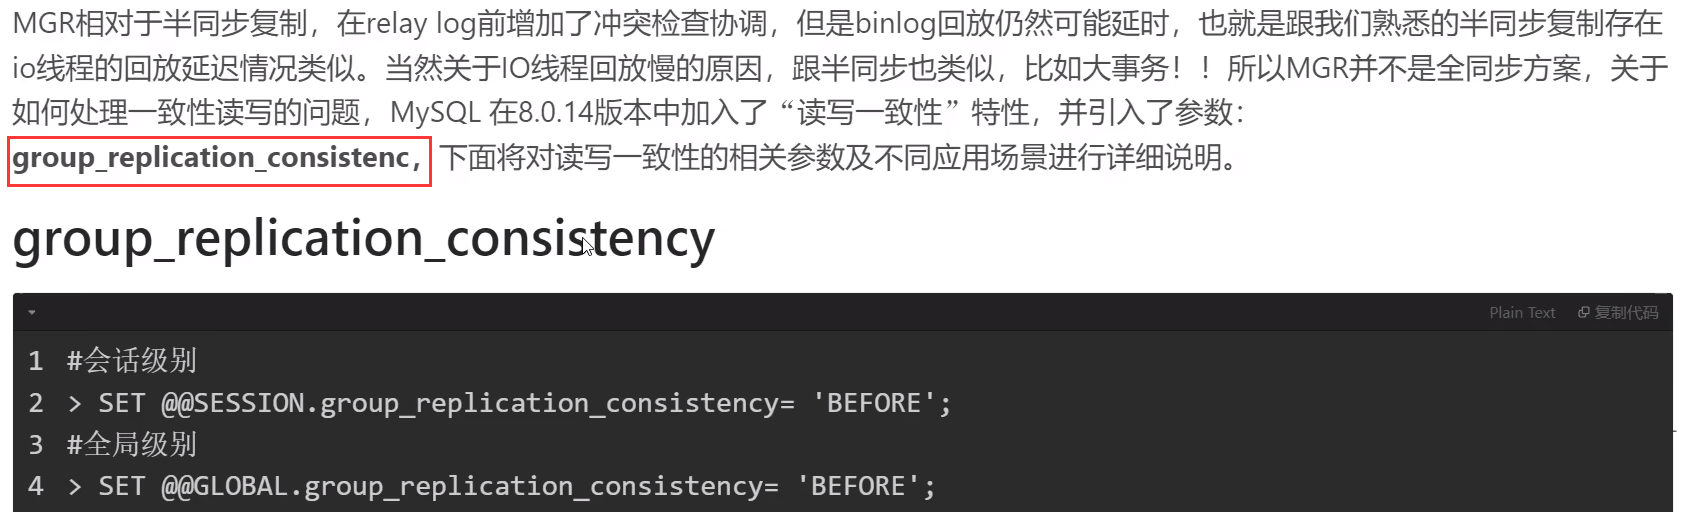 MGR相对于半同步复制，在relay log前增加了冲突检查协调，但是binlog回放仍然可能延时，也就是跟我们熟悉的半同步复制存在
io线程的回放延迟情况类似。当然关于IO线程回放慢的原因，跟半同步也类似，比如大事务！！所以MGR并不是全同步方案，关于
如何处理一致性读写的问题，MySQL 在8.0.14版本中加入了“读写一致性”特性，并引入了参数：
group_replication_consistenc，下面将对读写一致性的相关参数及不同应用场景进行详细说明。
group_replication_consistency
Plain Text 复制代码
1 #会话级别
2 > SET @@SESSION.group_replication_consistency= 'BEFORE';
3 #全局级别
4 > SET @@GLOBAL.group_replication_consistency= 'BEFORE';